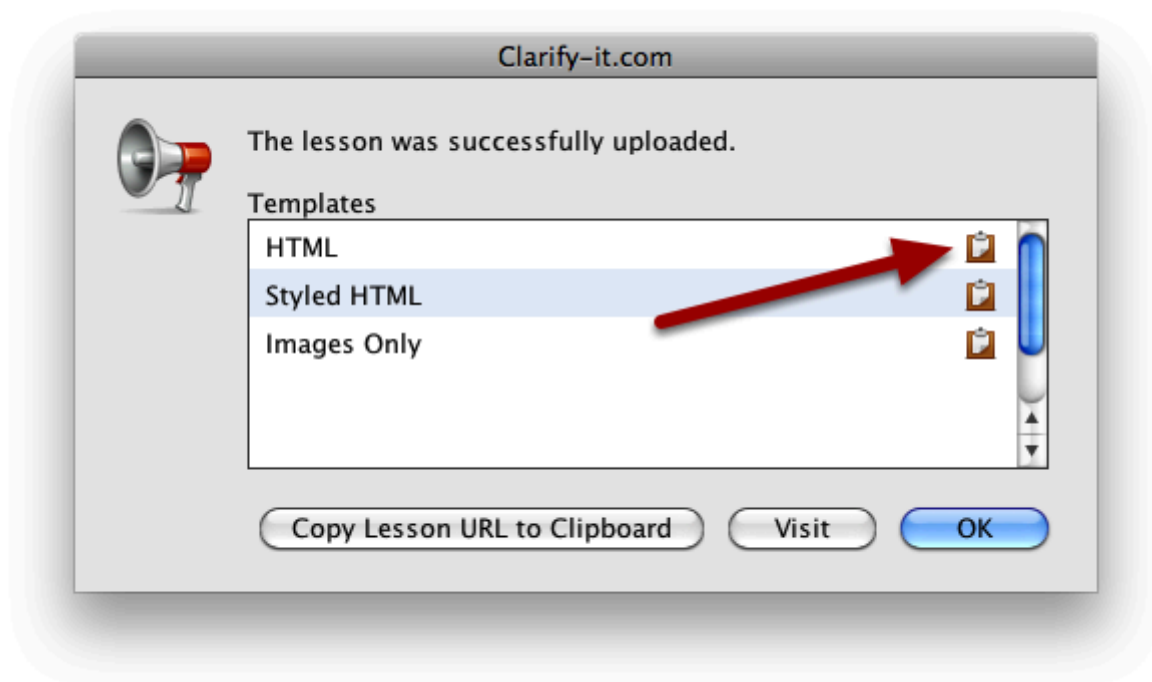 Clarify-it.com
The lesson was successfully uploaded.
Templates
HTML
Styled HTML
Images Only
Copy Lesson URL to Clipboard
Visit
OK